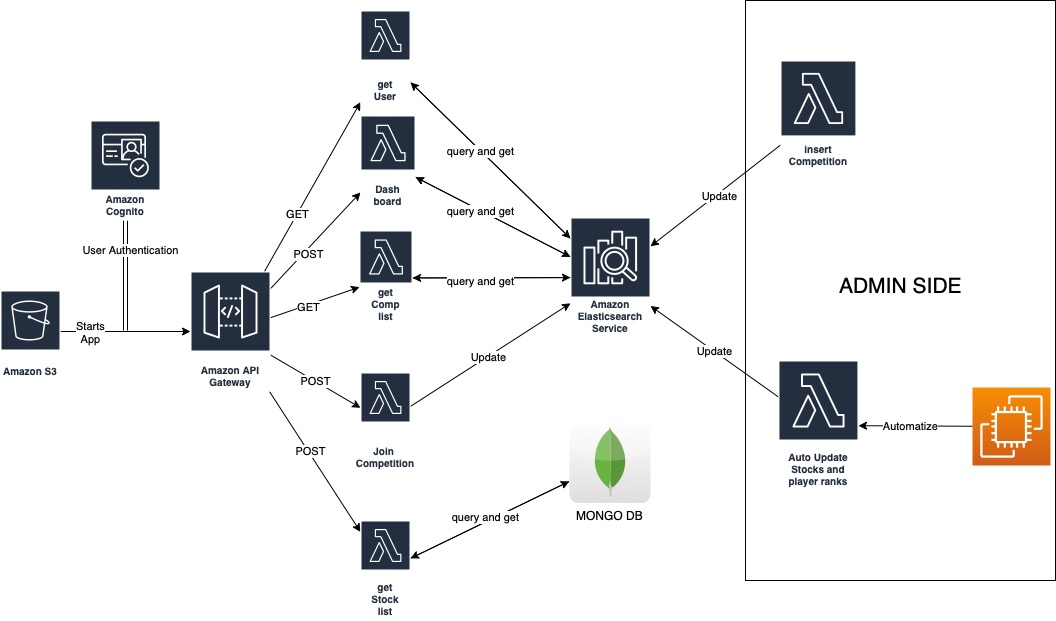 get
User
query and get
insert
Competition
Dash
board
Amazon
Cognito
Update
query and get
GET
User Authentication
POST
ADMIN SIDE
query and get
get
Comp
list
GET
Amazon
Elasticsearch
Service
Starts
App
Amazon S3
Amazon API
Gateway
Update
Update
POST
Automatize
Join
Competition
POST
Auto Update
Stocks and
player ranks
query and get
MONGO DB
get
Stock
list